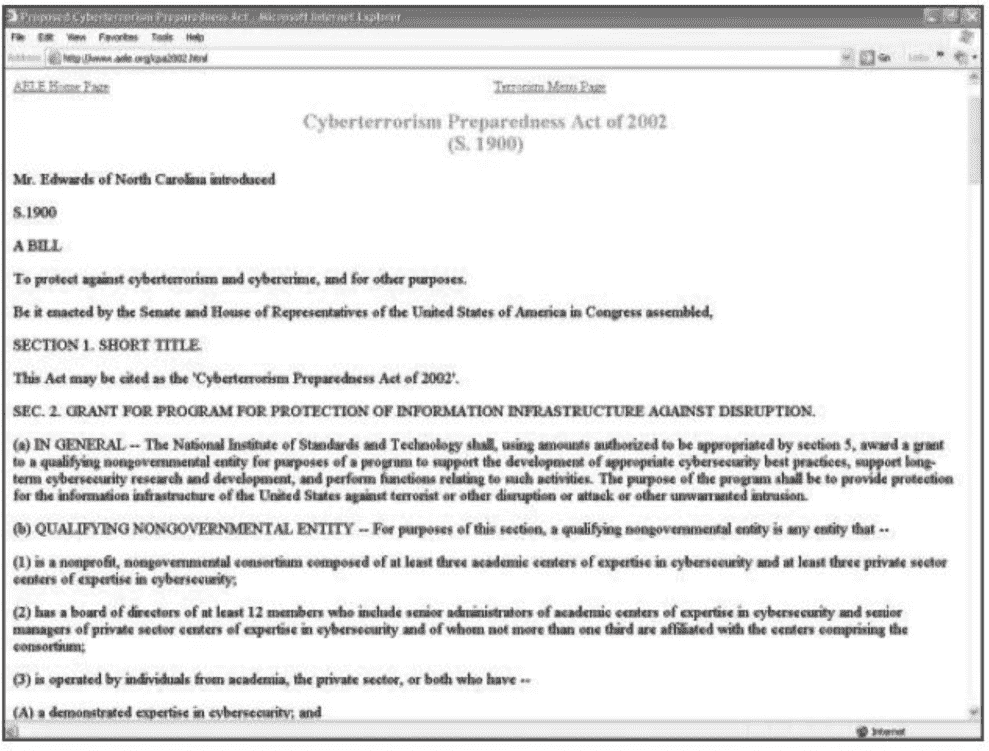 Proposed Cyberterrorism Preparedness Act - Microsoft Internet Explorer
File Edit View Favorites Tools Help
Address http://www.aele.org/cpa2002.html Go Links
AELE Home Page Terrorism Menu Page
Cyberterrorism Preparedness Act of 2002
(S. 1900)
Mr. Edwards of North Carolina introduced
S.1900
A BILL
To protect against cyberterrorism and cybercrime, and for other purposes.
Be it enacted by the Senate and House of Representatives of the United States of America in Congress assembled,
SECTION 1. SHORT TITLE.
This Act may be cited as the 'Cyberterrorism Preparedness Act of 2002'.
SEC. 2. GRANT FOR PROGRAM FOR PROTECTION OF INFORMATION INFRASTRUCTURE AGAINST DISRUPTION.
(a) IN GENERAL -- The National Institute of Standards and Technology shall, using amounts authorized to be appropriated by section 5, award a grant
to a qualifying nongovernmental entity for purposes of a program to support the development of appropriate cybersecurity best practices, support long-
term cybersecurity research and development, and perform functions relating to such activities. The purpose of the program shall be to provide protection
for the information infrastructure of the United States against terrorist or other disruption or attack or other unwarranted intrusion.
(b) QUALIFYING NONGOVERNMENTAL ENTITY -- For purposes of this section, a qualifying nongovernmental entity is any entity that --
(1) is a nonprofit, nongovernmental consortium composed of at least three academic centers of expertise in cybersecurity and at least three private sector
centers of expertise in cybersecurity;
(2) has a board of directors of at least 12 members who include senior administrators of academic centers of expertise in cybersecurity and senior
managers of private sector centers of expertise in cybersecurity and of whom not more than one third are affiliated with the centers comprising the
consortium;
(3) is operated by individuals from academia, the private sector, or both who have --
(A) a demonstrated expertise in cybersecurity; and
Internet